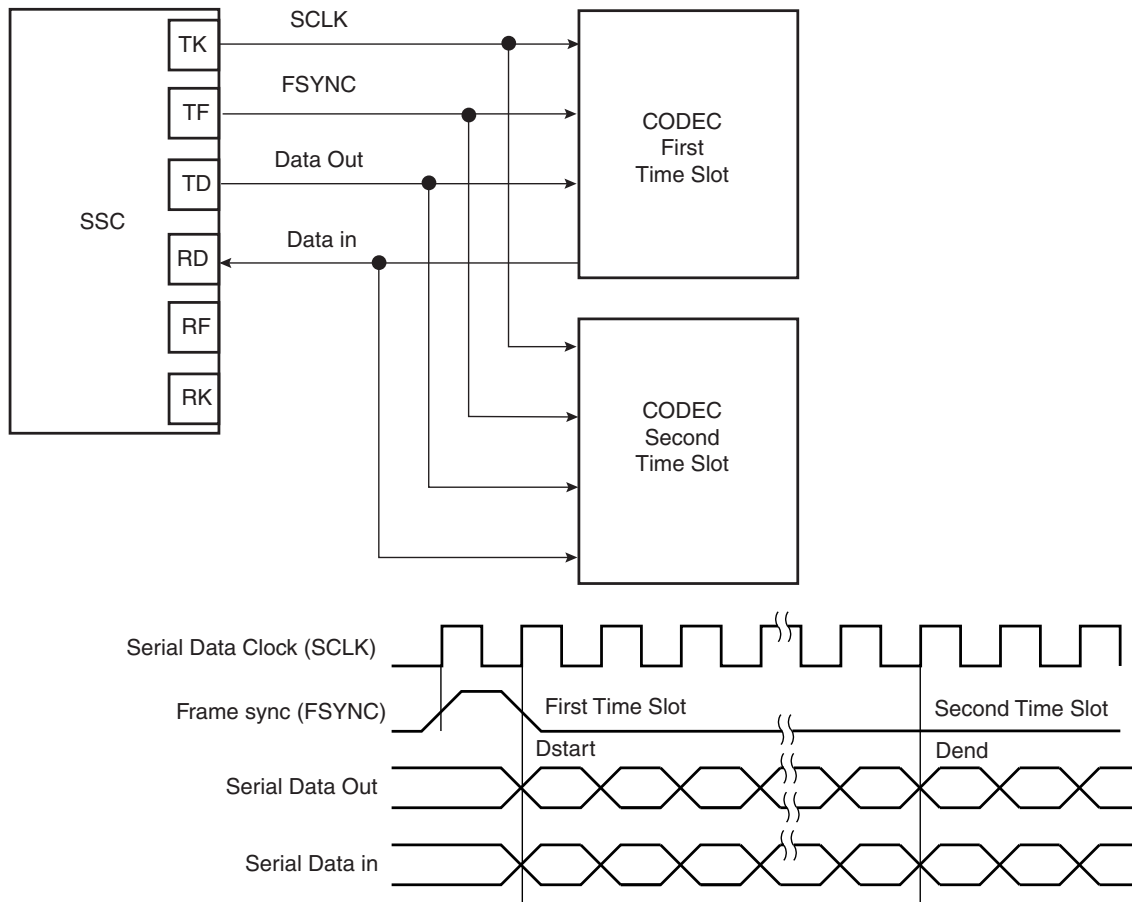 SSC
TK
TF
TD
RD
RF
RK
SCLK
FSYNC
Data Out
Data in
CODEC
First
Time Slot
CODEC
Second
Time Slot
Serial Data Clock (SCLK)
Frame sync (FSYNC)
First Time Slot
Second Time Slot
Dstart
Dend
Serial Data Out
Serial Data in